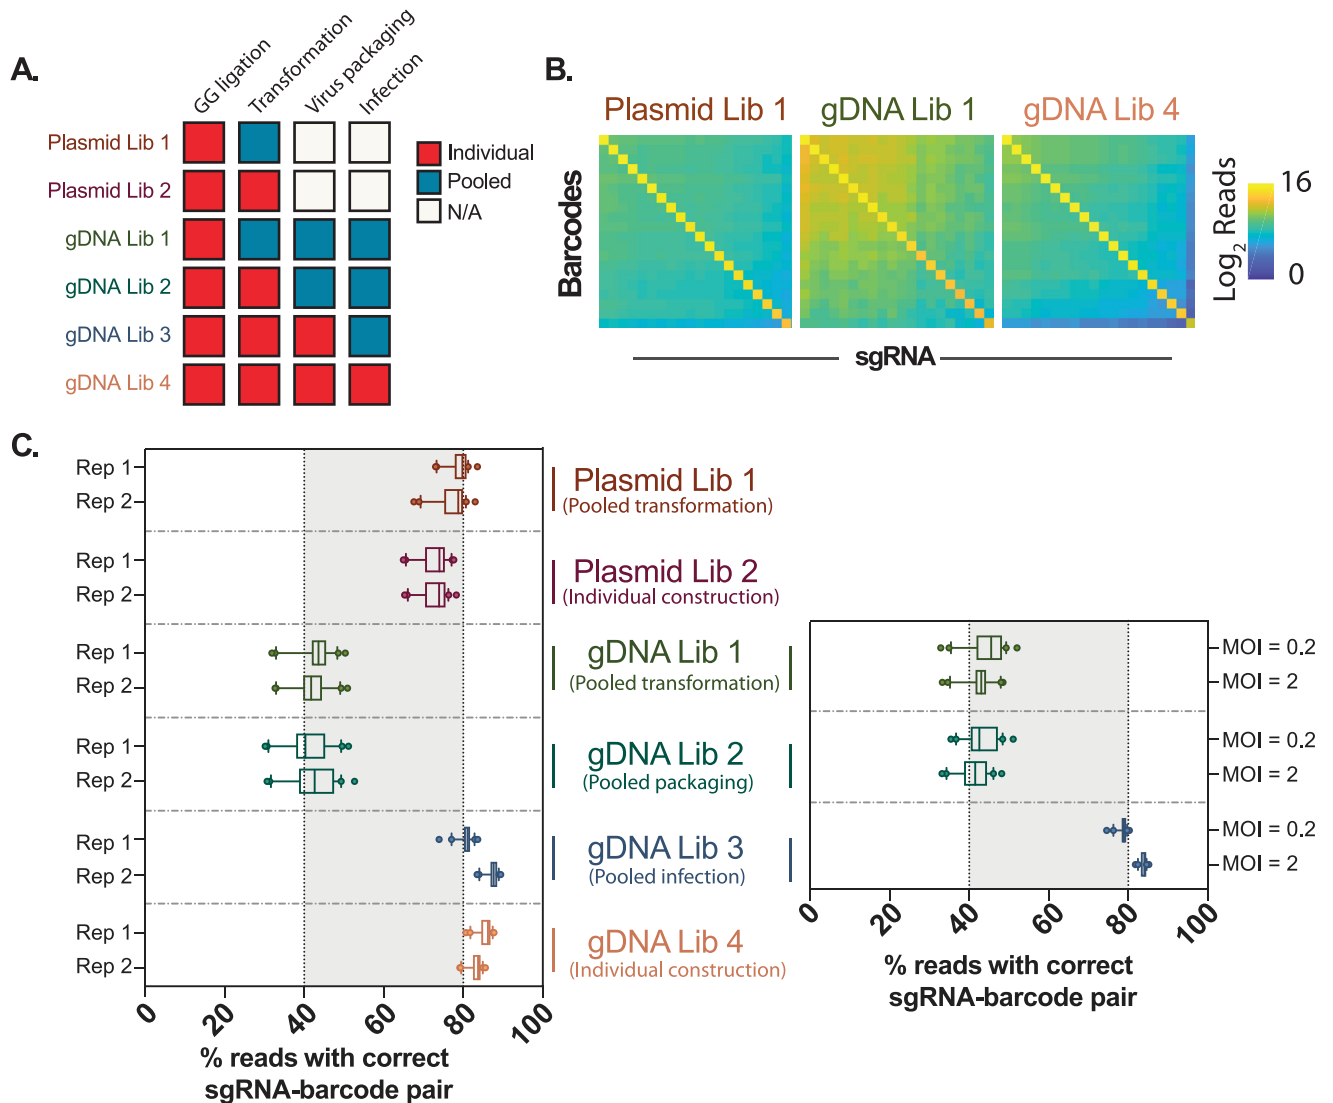 A.
GG ligation
Transformation
Virus packaging
Infection
Plasmid Lib 1
Plasmid Lib 2
gDNA Lib 1
gDNA Lib 2
gDNA Lib 3
gDNA Lib 4
Individual
Pooled
N/A
B.
Plasmid Lib 1
gDNA Lib 1
gDNA Lib 4
Barcodes
sgRNA
16
0
Log2 Reads
C.
Rep 1
Rep 2
Plasmid Lib 1
(Pooled transformation)
Rep 1
Rep 2
Plasmid Lib 2
(Individual construction)
Rep 1
Rep 2
gDNA Lib 1
(Pooled transformation)
MOI = 0.2
MOI = 2
Rep 1
Rep 2
gDNA Lib 2
(Pooled packaging)
MOI = 0.2
MOI = 2
Rep 1
Rep 2
gDNA Lib 3
(Pooled infection)
MOI = 0.2
MOI = 2
Rep 1
Rep 2
gDNA Lib 4
(Individual construction)
0 20 40 60 80 100
% reads with correct
sgRNA-barcode pair
0 20 40 60 80 100
% reads with correct
sgRNA-barcode pair